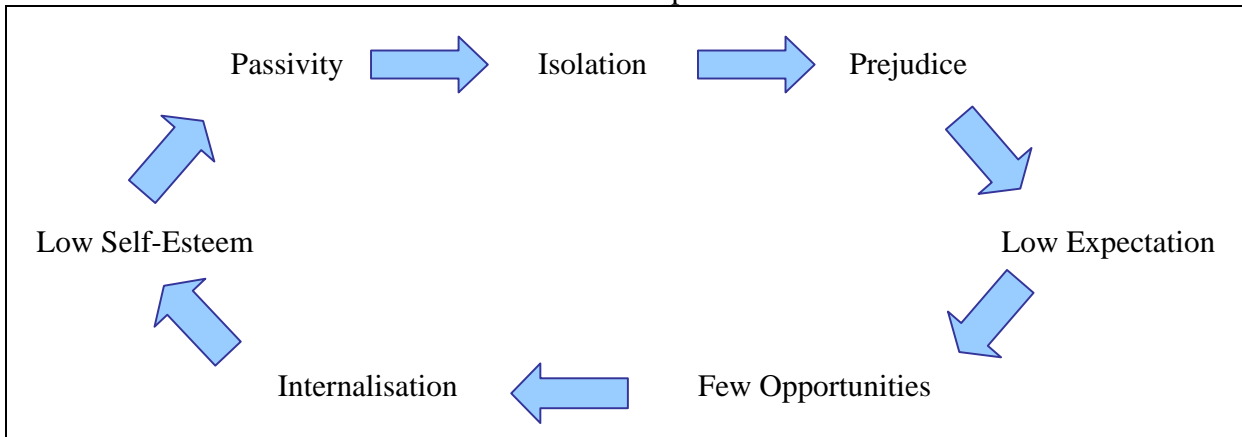 Passivity Isolation Prejudice
Low Self-Esteem Low Expectation
Internalisation Few Opportunities